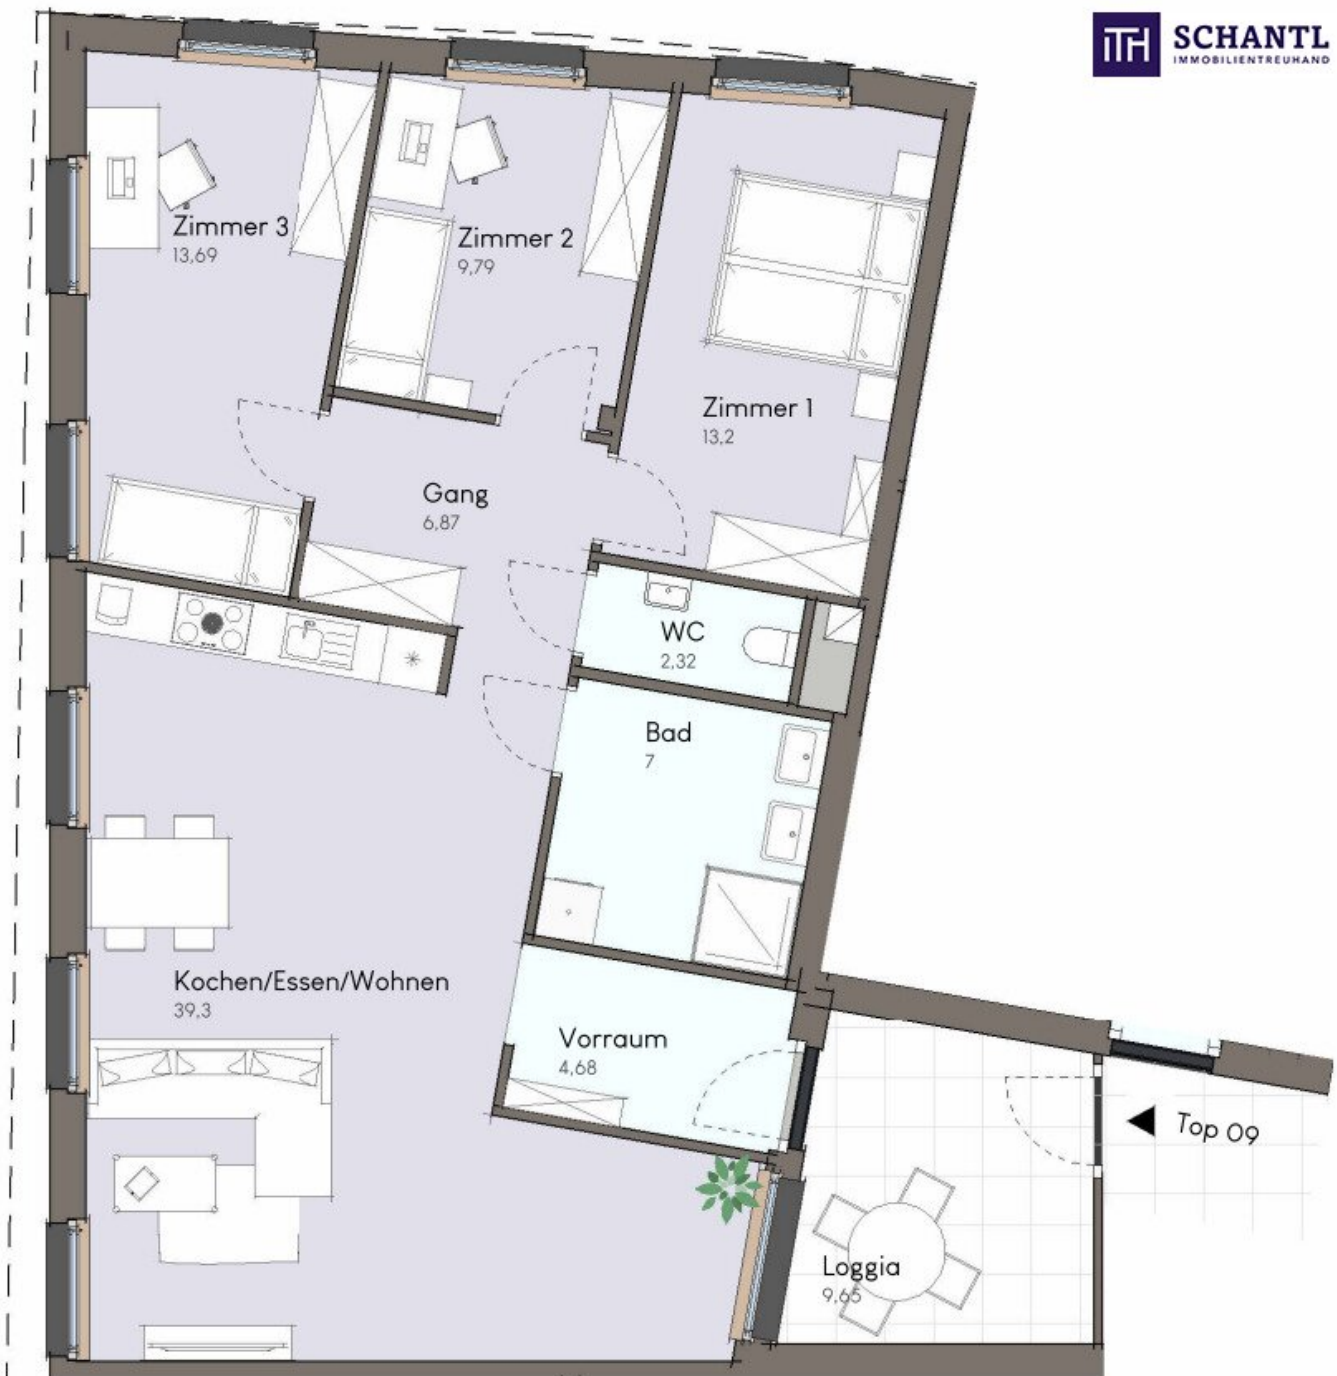 ITH SCHANTL
IMMOBILIENTREUHAND
Zimmer 3
13,69
Zimmer 2
9,79
Zimmer 1
13,2
Gang
6,87
WC
2,32
Bad
7
Kochen/Essen/Wohnen
39,3
Vorraum
4,68
Top 09
Loggia
9,65